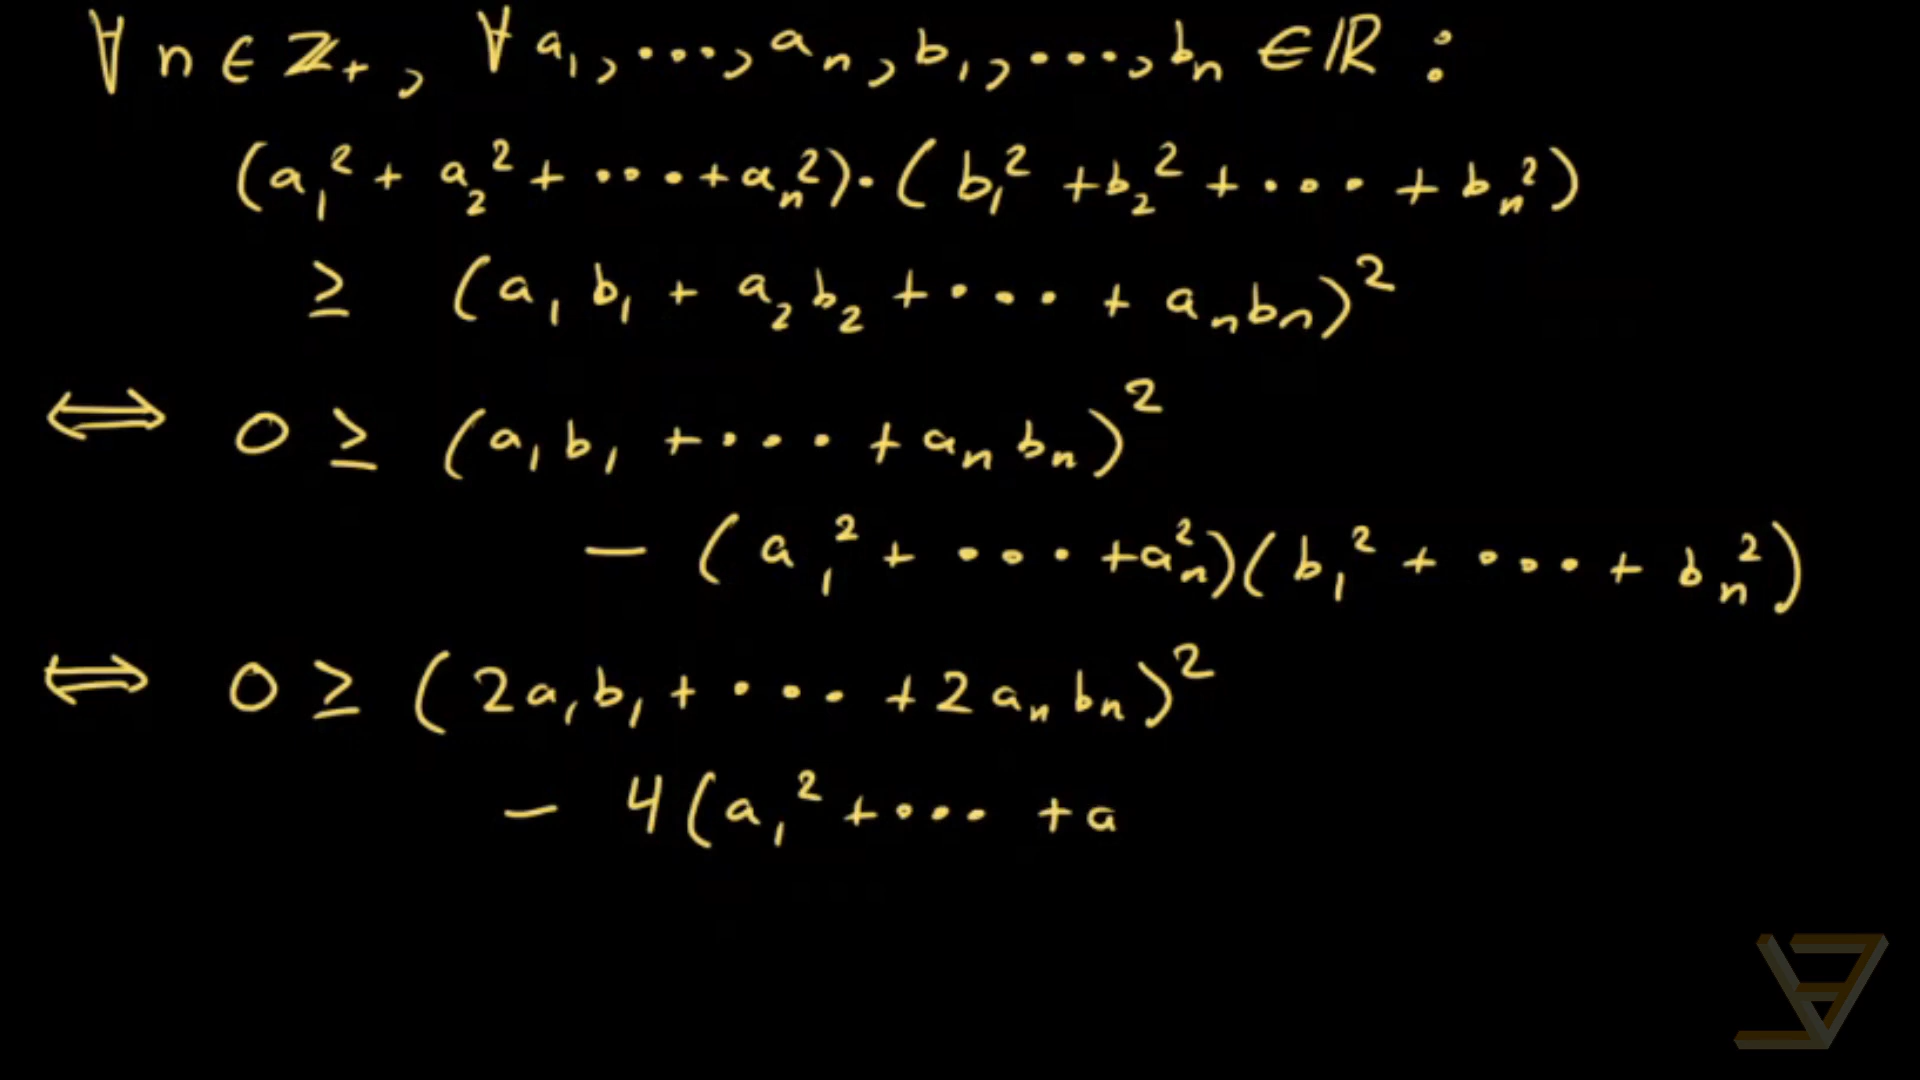 ∀ n ∈ ℤ₊, ∀ a₁, ..., aₙ, b₁, ..., bₙ ∈ ℝ :
(a₁² + a₂² + ... + aₙ²) · (b₁² + b₂² + ... + bₙ²)
≥ (a₁b₁ + a₂b₂ + ... + aₙbₙ)²
⟺ 0 ≥ (a₁b₁ + ... + aₙbₙ)²
− (a₁² + ... + aₙ²)(b₁² + ... + bₙ²)
⟺ 0 ≥ (2a₁b₁ + ... + 2aₙbₙ)²
− 4(a₁² + ... + a